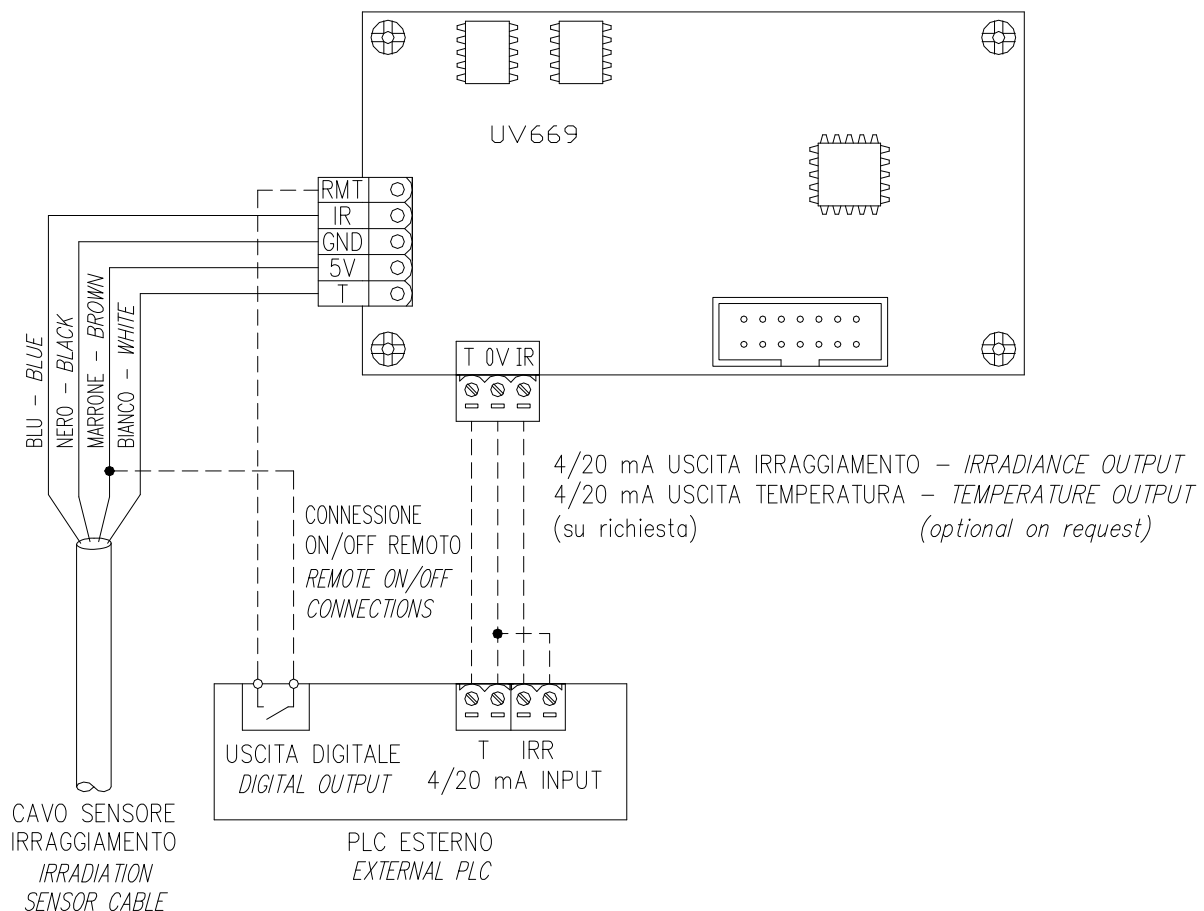 UV669
RMT
IR
GND
5V
T
BLU - BLUE
NERO - BLACK
MARRONE - BROWN
BIANCO - WHITE
T 0V IR
4/20 mA USCITA IRRAGGIAMENTO - IRRADIANCE OUTPUT
4/20 mA USCITA TEMPERATURA - TEMPERATURE OUTPUT
(su richiesta) (optional on request)
CONNESSIONE
ON/OFF REMOTO
REMOTE ON/OFF
CONNECTIONS
USCITA DIGITALE
DIGITAL OUTPUT
T IRR
4/20 mA INPUT
PLC ESTERNO
EXTERNAL PLC
CAVO SENSORE
IRRAGGIAMENTO
IRRADIATION
SENSOR CABLE